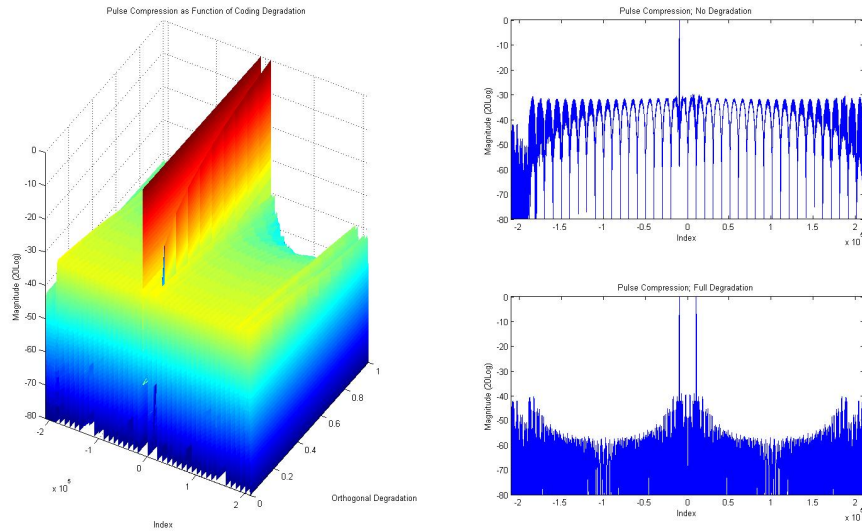 Pulse Compression as Function of Coding Degradation
0
-10
-20
-30
-40
-50
-60
-70
-80
Magnitude (20Log)
-2
-1
0
1
2
x 10^5
Index
0
0.2
0.4
0.6
0.8
1
Orthogonal Degradation
Pulse Compression; No Degradation
0
-10
-20
-30
-40
-50
-60
-70
-80
Magnitude (20Log)
-2 -1.5 -1 -0.5 0 0.5 1 1.5 2
Index
x 10^5
Pulse Compression; Full Degradation
0
-10
-20
-30
-40
-50
-60
-70
-80
Magnitude (20Log)
-2 -1.5 -1 -0.5 0 0.5 1 1.5 2
Index